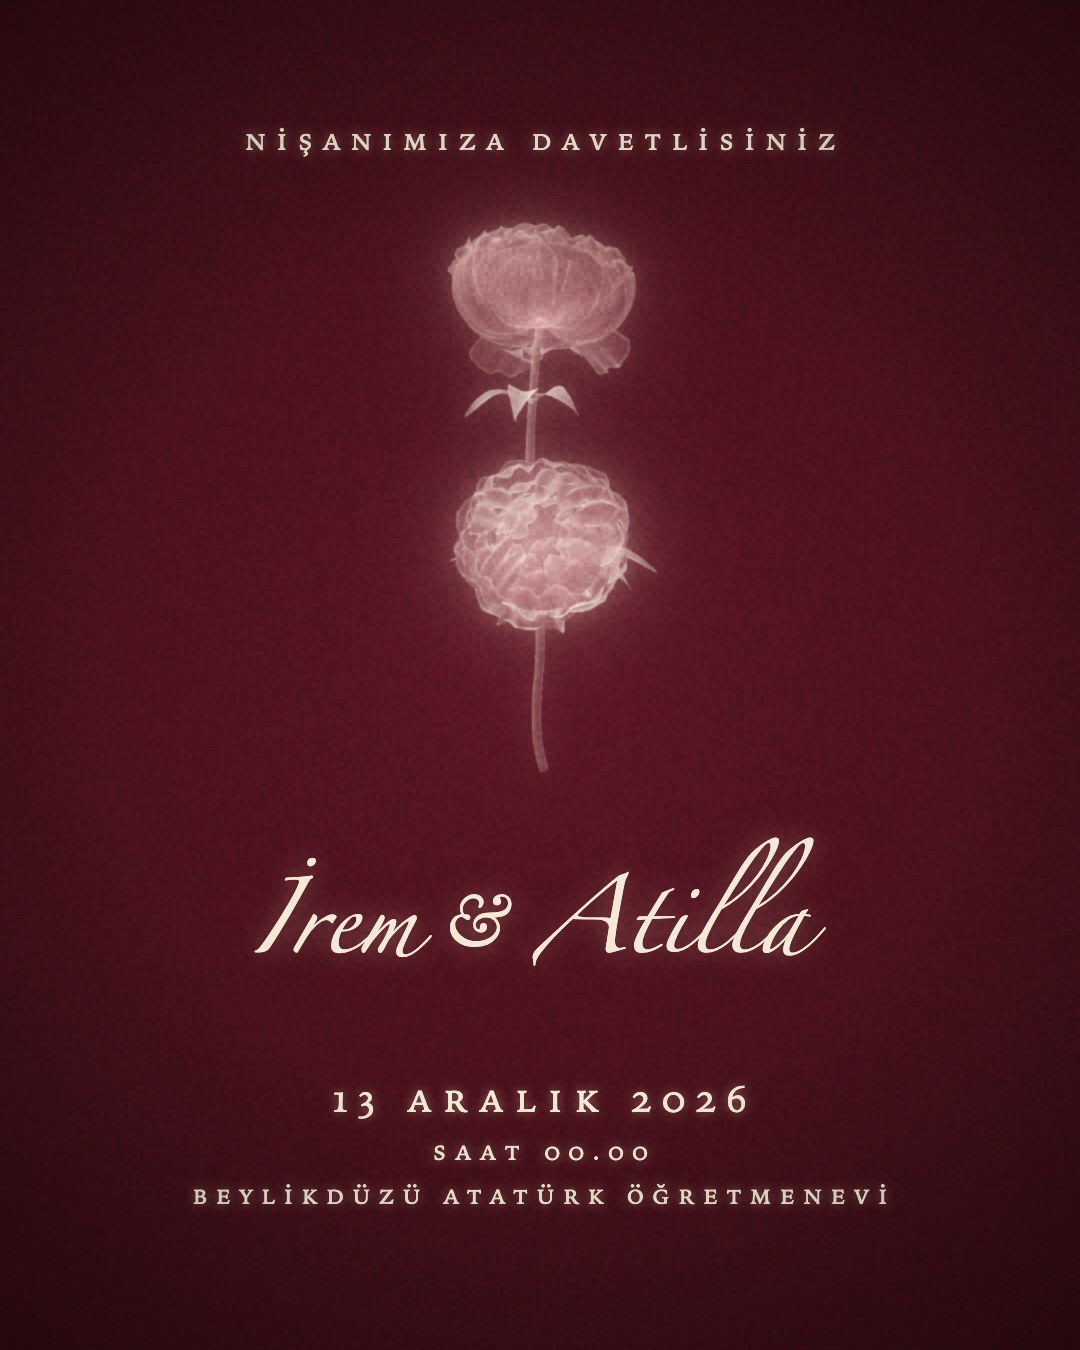 NİŞANIMIZA DAVETLİSİNİZ
İrem & Atilla
13 ARALIK 2026
SAAT 00.00
BEYLİKDÜZÜ ATATÜRK ÖĞRETMENEVİ